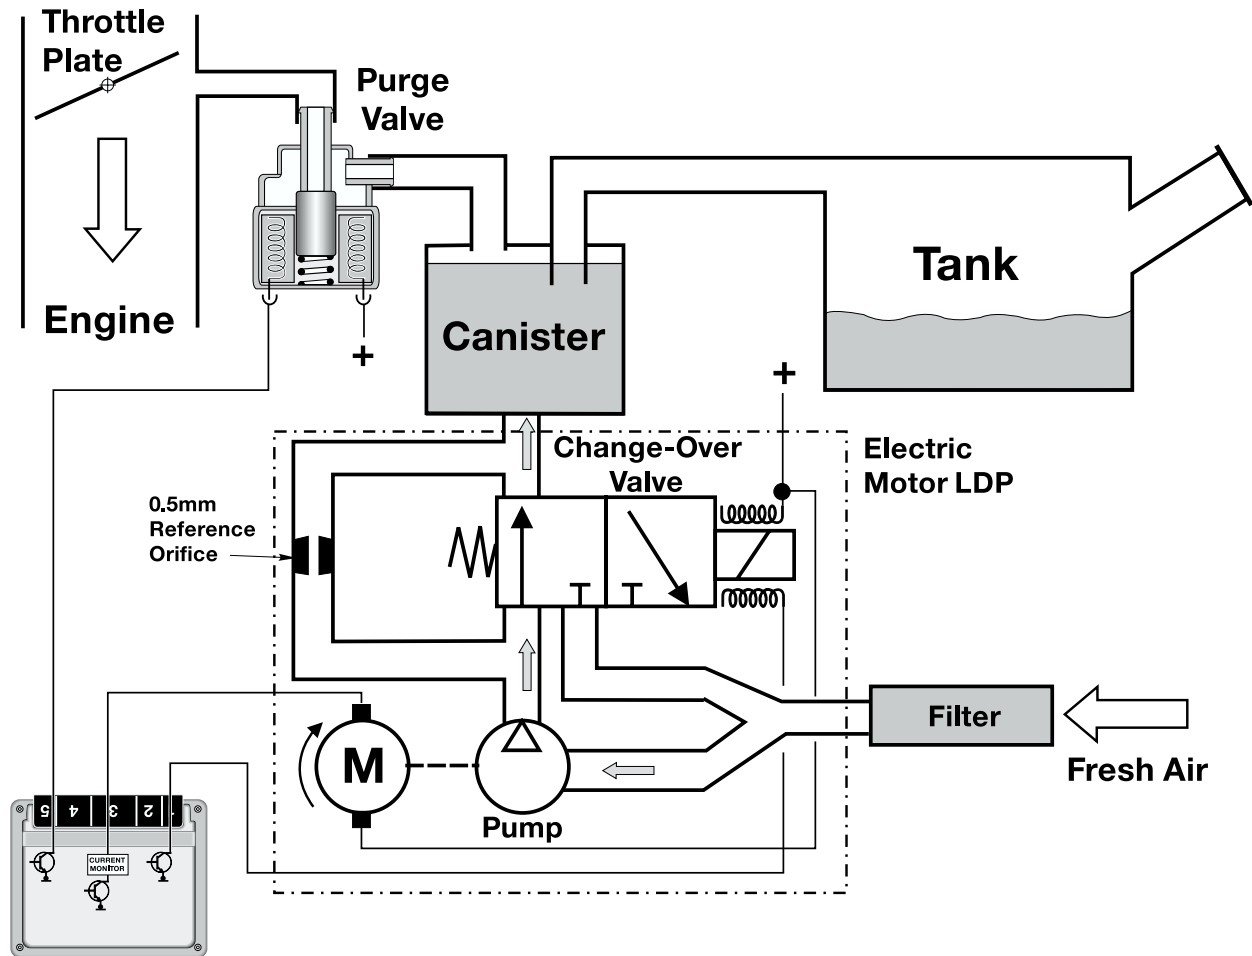 Throttle
Plate
Purge
Valve
Engine
+
Canister
Tank
+
Change-Over
Valve
Electric
Motor LDP
0.5mm
Reference
Orifice
M
Pump
Filter
Fresh Air
5 4 3 2 1
CURRENT
MONITOR